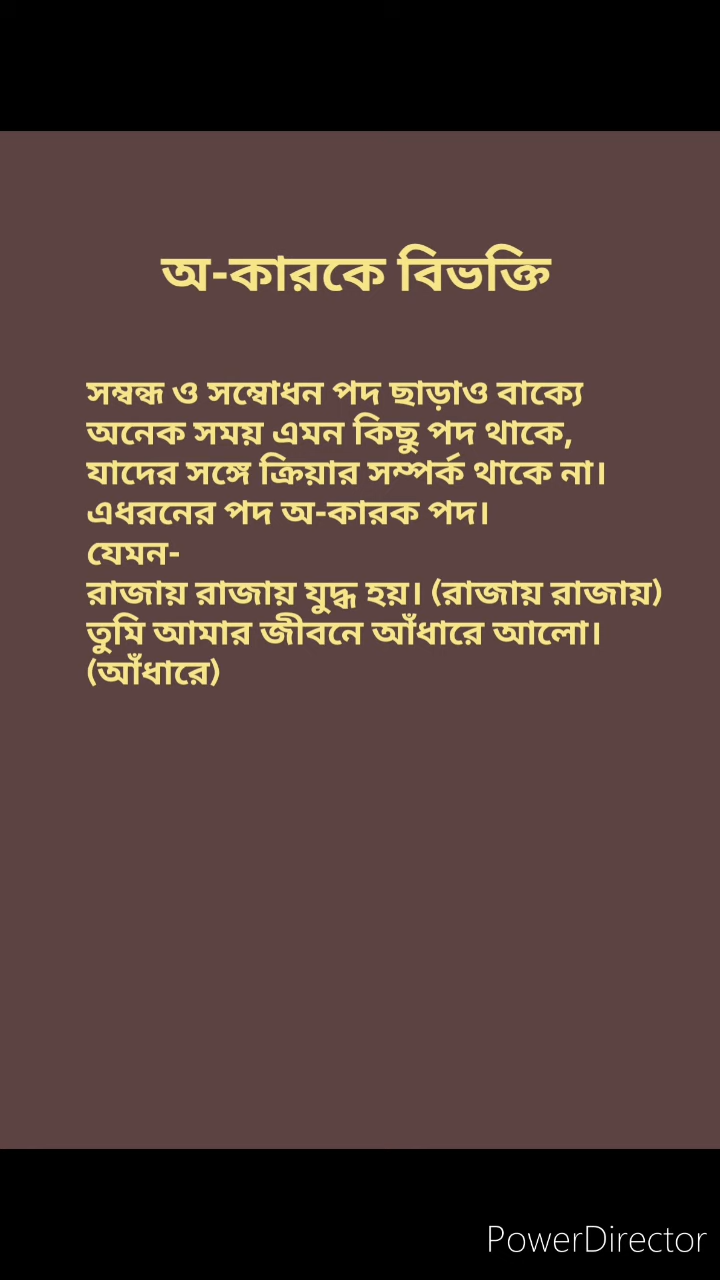 অ-কারকে বিভক্তি
সম্বন্ধ ও সম্বোধন পদ ছাড়াও বাক্যে
অনেক সময় এমন কিছু পদ থাকে,
যাদের সঙ্গে ক্রিয়ার সম্পর্ক থাকে না।
এধরনের পদ অ-কারক পদ।
যেমন-
রাজায় রাজায় যুদ্ধ হয়। (রাজায় রাজায়)
তুমি আমার জীবনে আঁধারে আলো।
(আঁধারে)
PowerDirector